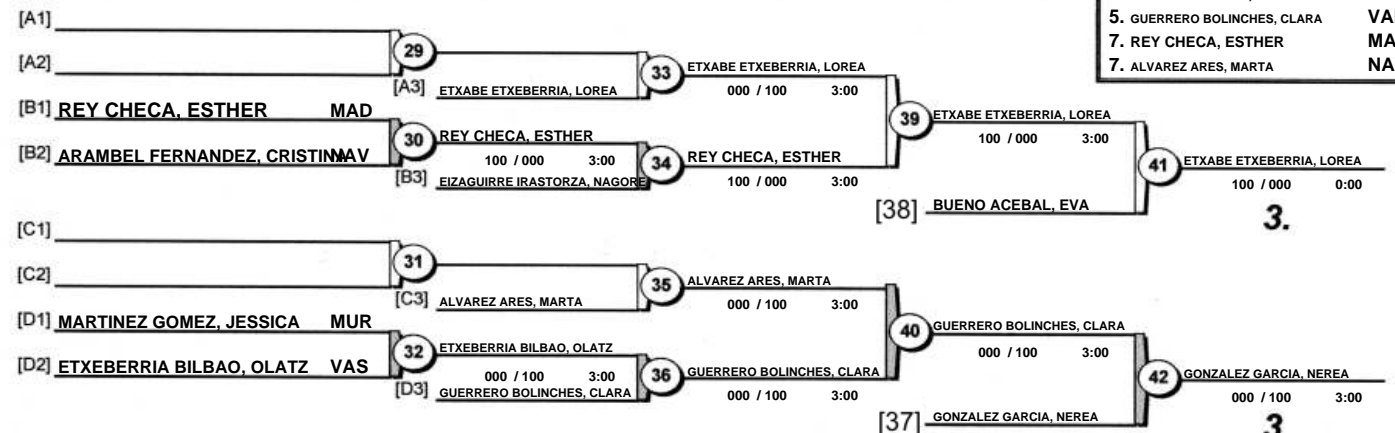 5. GUERRERO BOLINCHES, CLARA
7. REY CHECA, ESTHER
7. ALVAREZ ARES, MARTA
[A1]
29
[A2]
[A3] ETXABE ETXEBERRIA, LOREA
33 ETXABE ETXEBERRIA, LOREA
000 / 100 3:00
[B1] REY CHECA, ESTHER MAD
30 REY CHECA, ESTHER
100 / 000 3:00
[B2] ARAMBEL FERNANDEZ, CRISTINA NAV
[B3] EIZAGUIRRE IRASTORZA, NAGORE
34 REY CHECA, ESTHER
100 / 000 3:00
39 ETXABE ETXEBERRIA, LOREA
100 / 000 3:00
[38] BUENO ACEBAL, EVA
41 ETXABE ETXEBERRIA, LOREA
100 / 000 0:00
3.
[C1]
31
[C2]
[C3] ALVAREZ ARES, MARTA
35 ALVAREZ ARES, MARTA
000 / 100 3:00
[D1] MARTINEZ GOMEZ, JESSICA MUR
32 ETXEBERRIA BILBAO, OLATZ
000 / 100 3:00
[D2] ETXEBERRIA BILBAO, OLATZ VAS
[D3] GUERRERO BOLINCHES, CLARA
36 GUERRERO BOLINCHES, CLARA
000 / 100 3:00
40 GUERRERO BOLINCHES, CLARA
000 / 100 3:00
[37] GONZALEZ GARCIA, NEREA
42 GONZALEZ GARCIA, NEREA
000 / 100 3:00
3